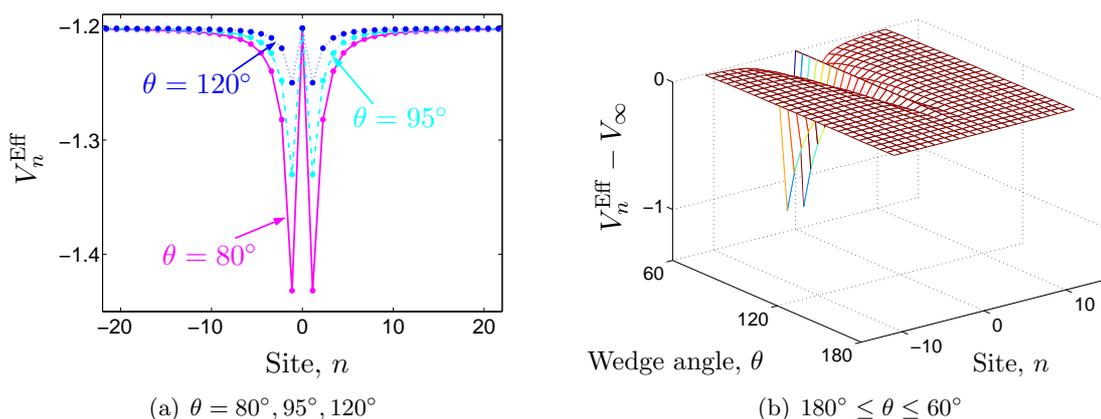 −1.2
−1.3
−1.4
V_n^Eff
θ = 120°
θ = 95°
θ = 80°
−20 −10 0 10 20
Site, n
(a) θ = 80°, 95°, 120°
0
−1
V_n^Eff − V_∞
60
120
180
Wedge angle, θ
−10
0
10
Site, n
(b) 180° ≤ θ ≤ 60°